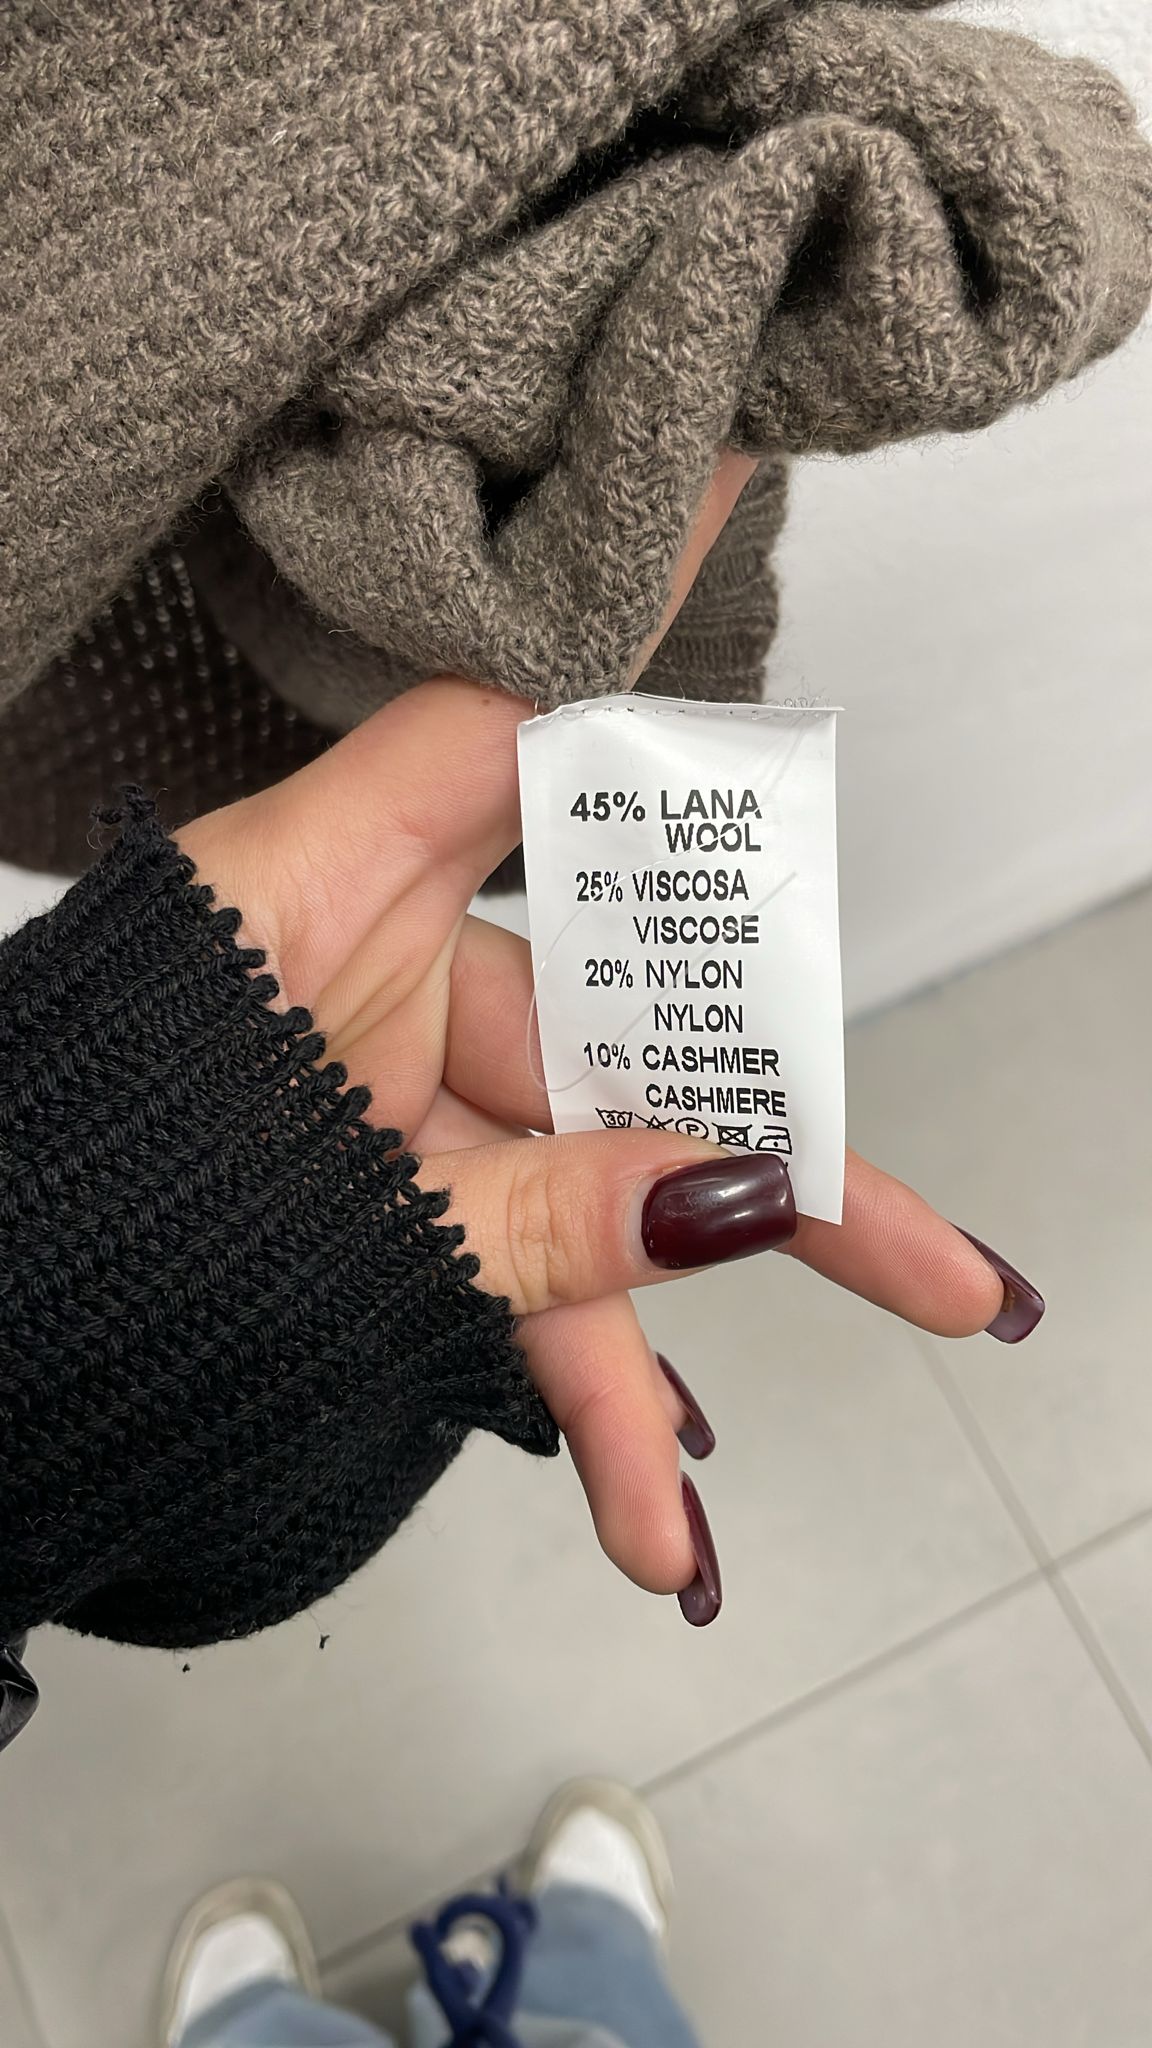 45% LANA
WOOL
25% VISCOSA
VISCOSE
20% NYLON
NYLON
10% CASHMER
CASHMERE
30 P